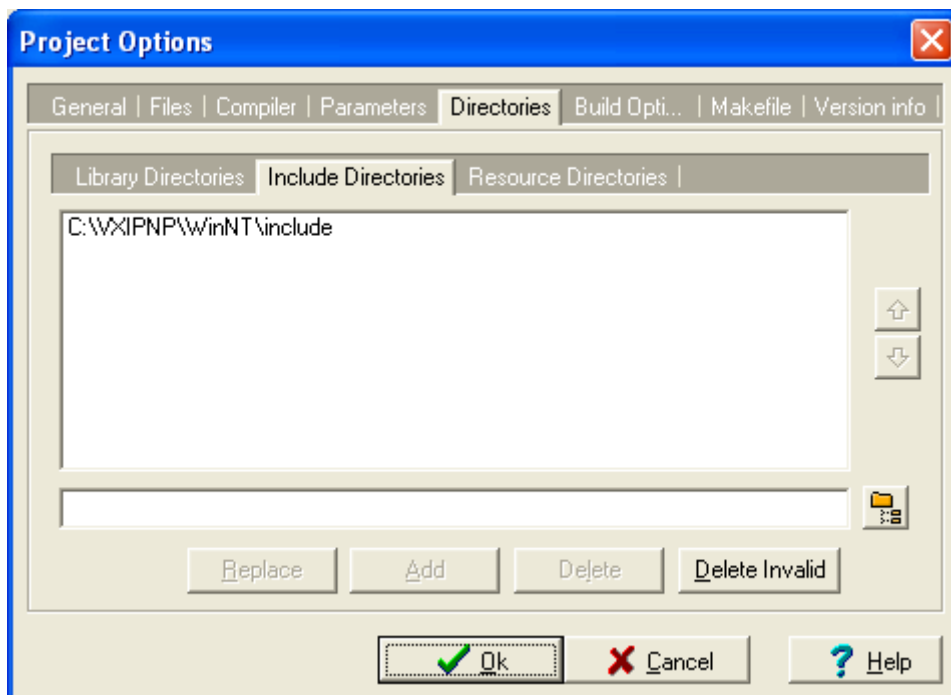 Project Options
General | Files | Compiler | Parameters Directories Build Opti... | Makefile | Version info |
Library Directories Include Directories Resource Directories |
C:\VXIPNP\WinNT\include
Replace Add Delete Delete Invalid
Ok Cancel ? Help